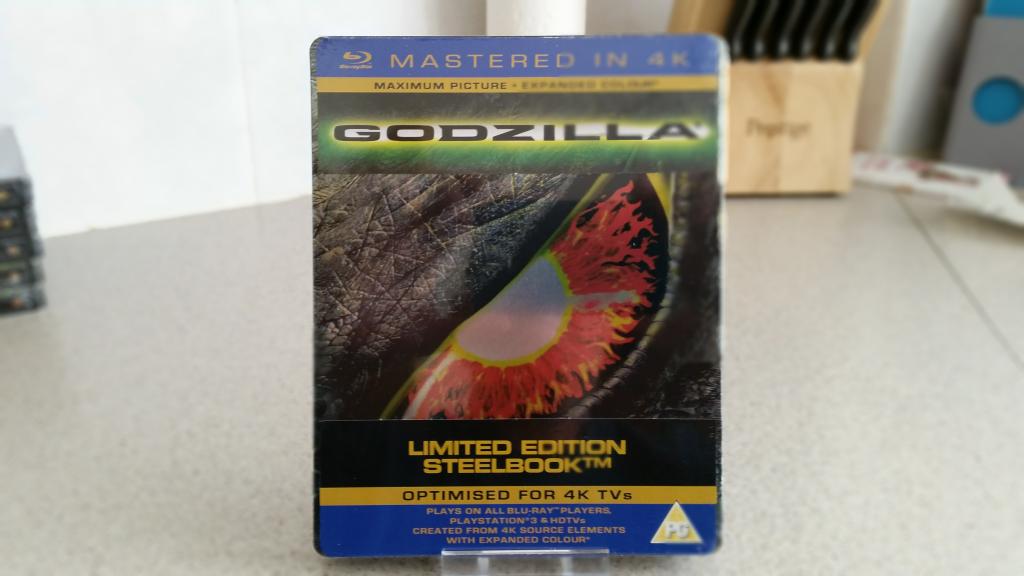 Blu-ray Disc MASTERED IN 4K
MAXIMUM PICTURE • EXPANDED COLOUR*
GODZILLA
LIMITED EDITION
STEELBOOK™
OPTIMISED FOR 4K TVs
PLAYS ON ALL BLU-RAY™ PLAYERS,
PLAYSTATION®3 & HDTVs
CREATED FROM 4K SOURCE ELEMENTS
WITH EXPANDED COLOUR*
PG
Prestige